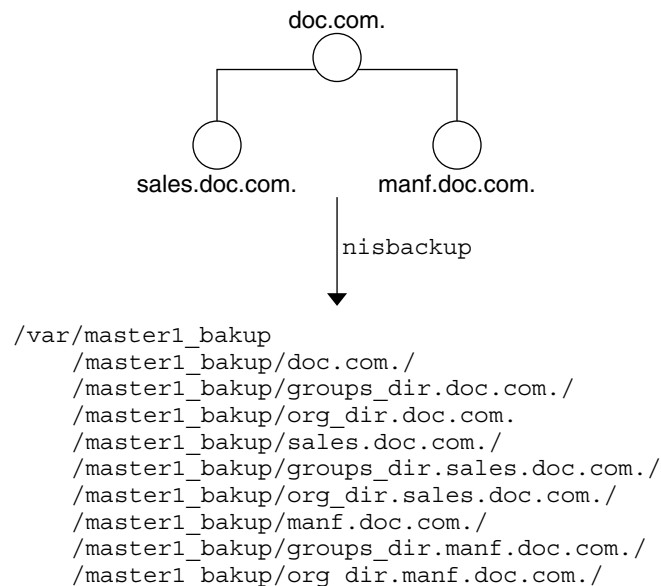 doc.com.
sales.doc.com. manf.doc.com.
nisbackup
/var/master1_bakup
/master1_bakup/doc.com./
/master1_bakup/groups_dir.doc.com./
/master1_bakup/org_dir.doc.com.
/master1_bakup/sales.doc.com./
/master1_bakup/groups_dir.sales.doc.com./
/master1_bakup/org_dir.sales.doc.com./
/master1_bakup/manf.doc.com./
/master1_bakup/groups_dir.manf.doc.com./
/master1_bakup/org_dir.manf.doc.com./